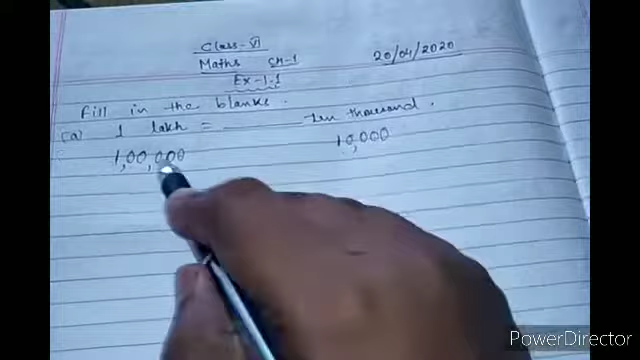 Class-VI
Maths CH-1
20/04/2020
Ex-1.1
Fill in the blanks.
(a) 1 lakh = ______ Ten thousand.
1,00,000
10,000
PowerDirector